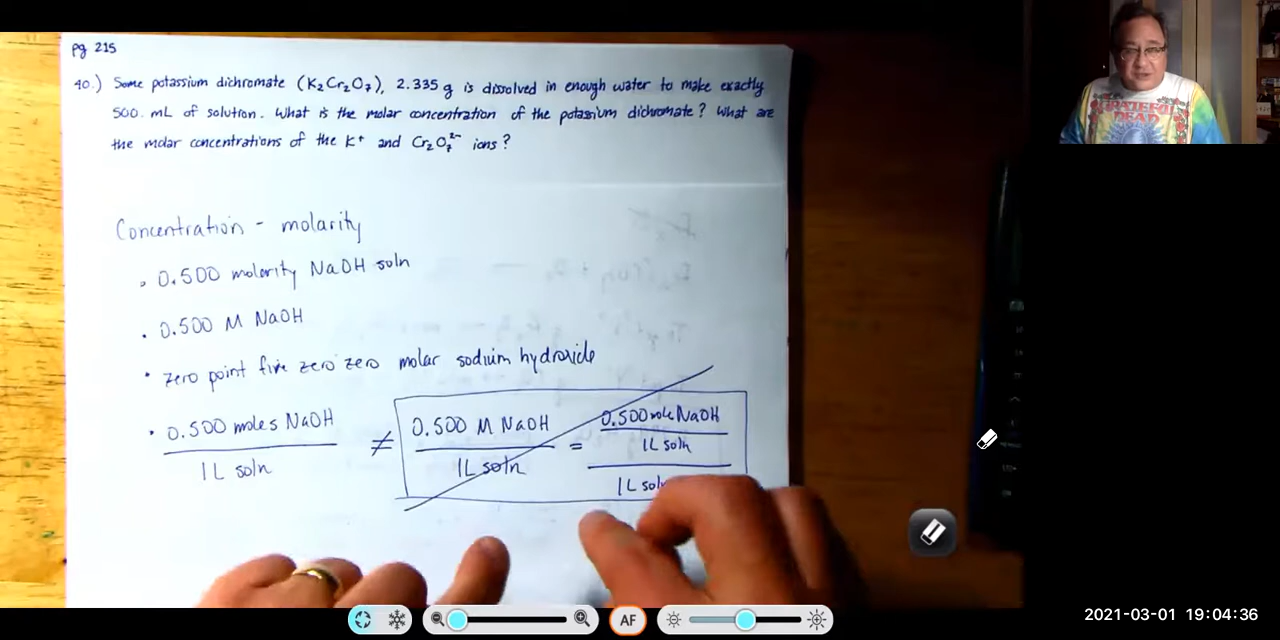 pg 215
40.) Some potassium dichromate (K₂Cr₂O₇), 2.335 g is dissolved in enough water to make exactly
500. mL of solution. What is the molar concentration of the potassium dichromate? What are
the molar concentrations of the K⁺ and Cr₂O₇²⁻ ions?
GRATEFUL
DEAD
Concentration - molarity
• 0.500 molarity NaOH soln
• 0.500 M NaOH
• zero point five zero zero molar sodium hydroxide
• 0.500 moles NaOH
1L soln
≠
0.500 M NaOH
1L soln
=
0.500 mole NaOH
1L soln
1L sol
AF
2021-03-01 19:04:36